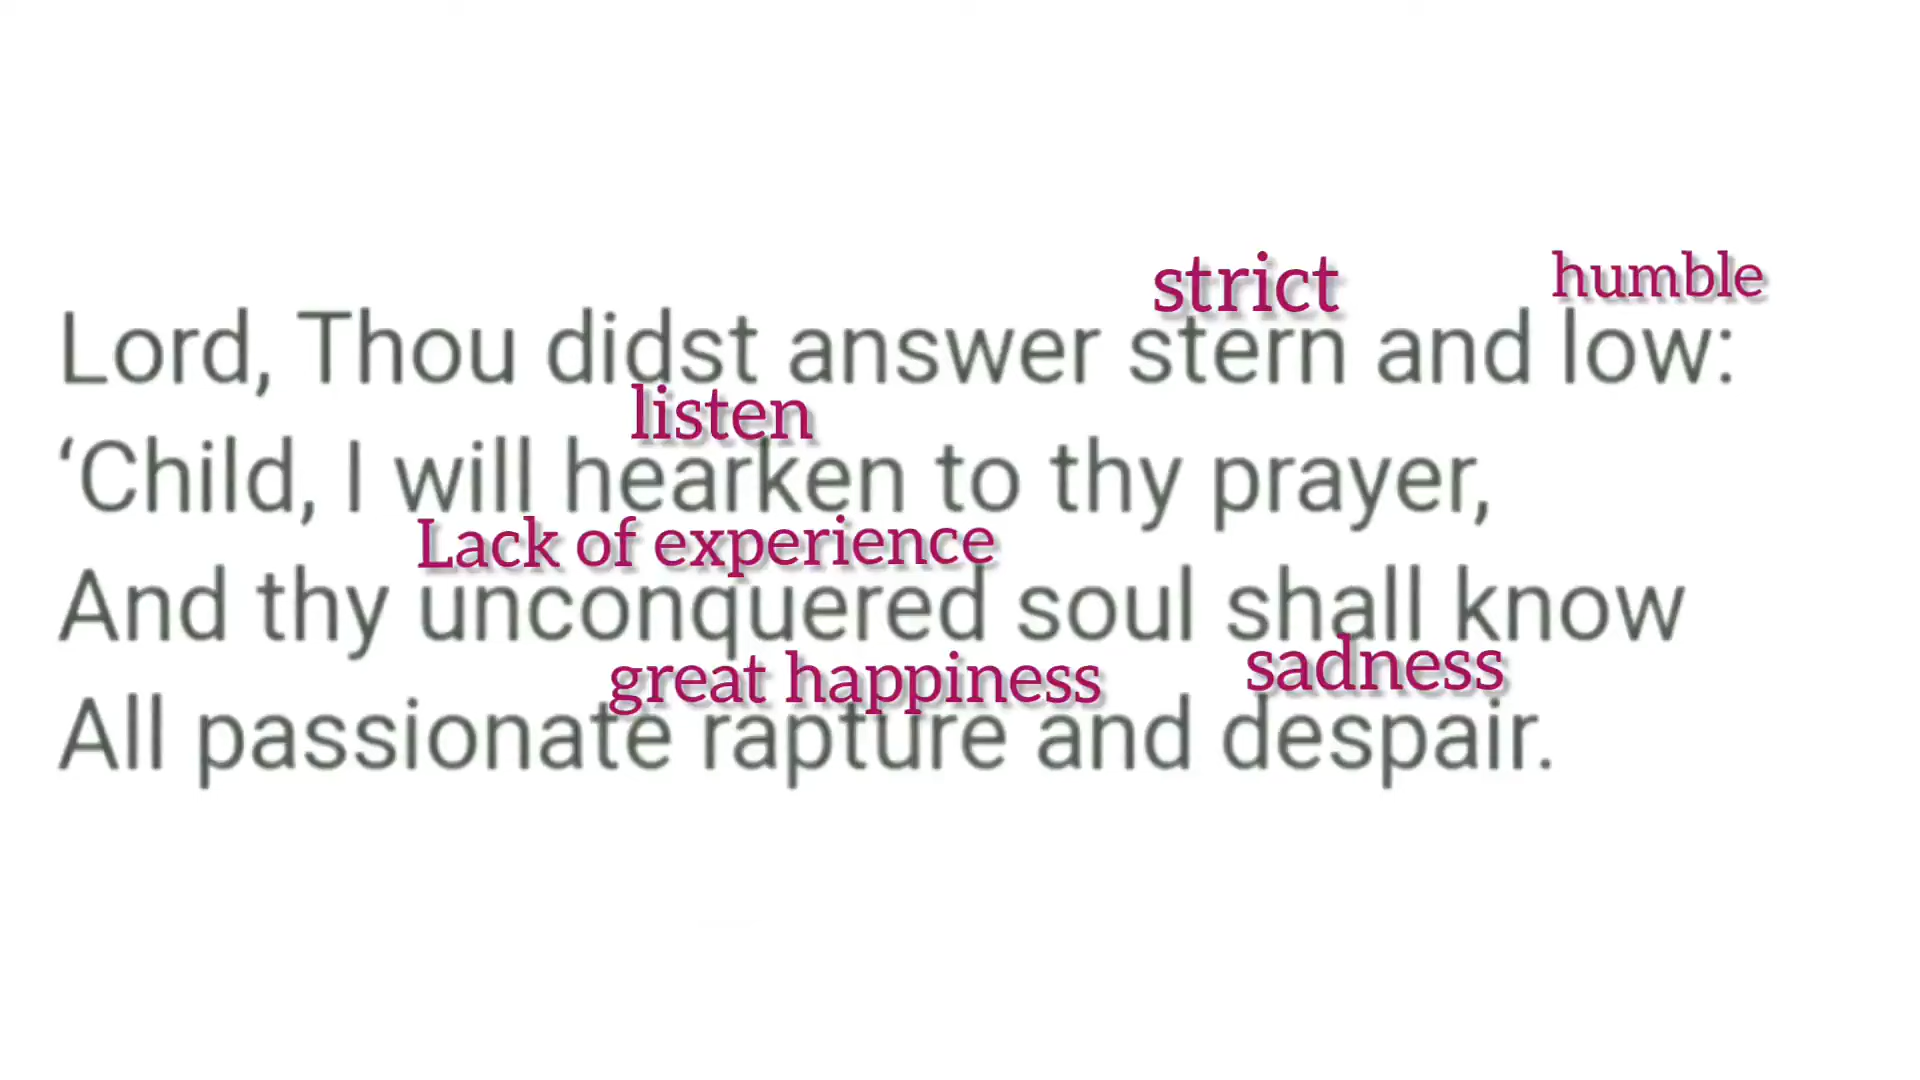 strict humble
Lord, Thou didst answer stern and low:
listen
‘Child, I will hearken to thy prayer,
Lack of experience
And thy unconquered soul shall know
great happiness sadness
All passionate rapture and despair.